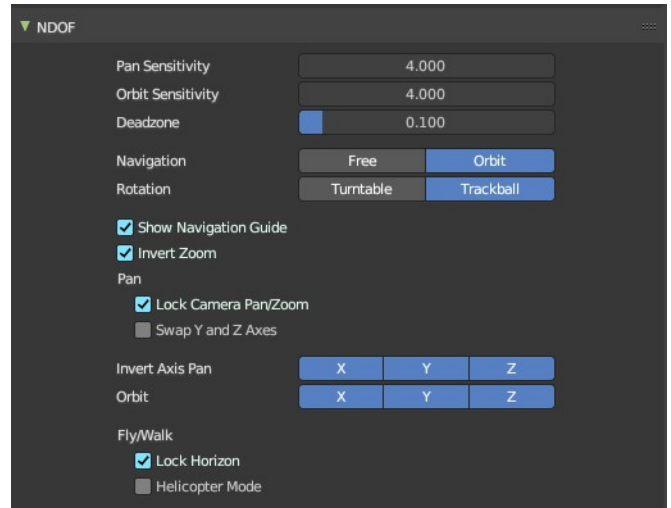 NDOF
Pan Sensitivity 4.000
Orbit Sensitivity 4.000
Deadzone 0.100
Navigation Free Orbit
Rotation Turntable Trackball
Show Navigation Guide
Invert Zoom
Pan
Lock Camera Pan/Zoom
Swap Y and Z Axes
Invert Axis Pan X Y Z
Orbit X Y Z
Fly/Walk
Lock Horizon
Helicopter Mode